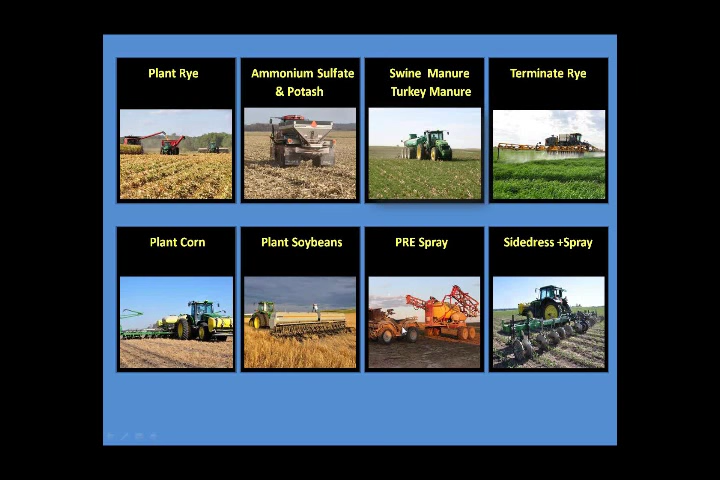 Plant Rye
Ammonium Sulfate
& Potash
Swine Manure
Turkey Manure
Terminate Rye
Plant Corn
Plant Soybeans
PRE Spray
Sidedress +Spray